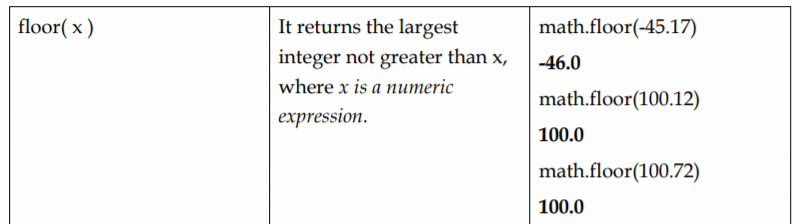 floor( x )
It returns the largest
integer not greater than x,
where x is a numeric
expression.
math.floor(-45.17)
-46.0
math.floor(100.12)
100.0
math.floor(100.72)
100.0